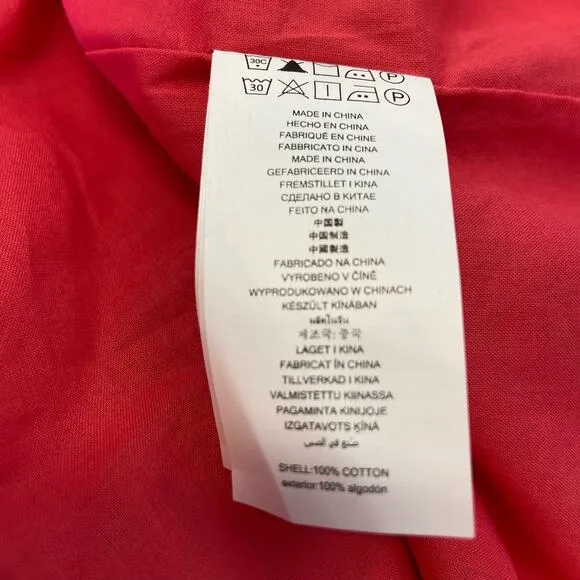 30C P
30 P
MADE IN CHINA
HECHO EN CHINA
FABRIQUÉ EN CHINE
FABBRICATO IN CINA
MADE IN CHINA
GEFABRICEERD IN CHINA
FREMSTILLET I KINA
СДЕЛАНО В КИТАЕ
FEITO NA CHINA
中国製
中国制造
中國製造
FABRICADO NA CHINA
VYROBENO V ČÍNĚ
WYPRODUKOWANO W CHINACH
KÉSZÜLT KÍNÁBAN
ผลิตในจีน
제조국: 중국
LAGET I KINA
FABRICAT ÎN CHINA
TILLVERKAD I KINA
VALMISTETTU KIINASSA
PAGAMINTA KINIJOJE
IZGATAVOTS ĶĪNĀ
صنع في الصين
SHELL:100% COTTON
exterior:100% algodón